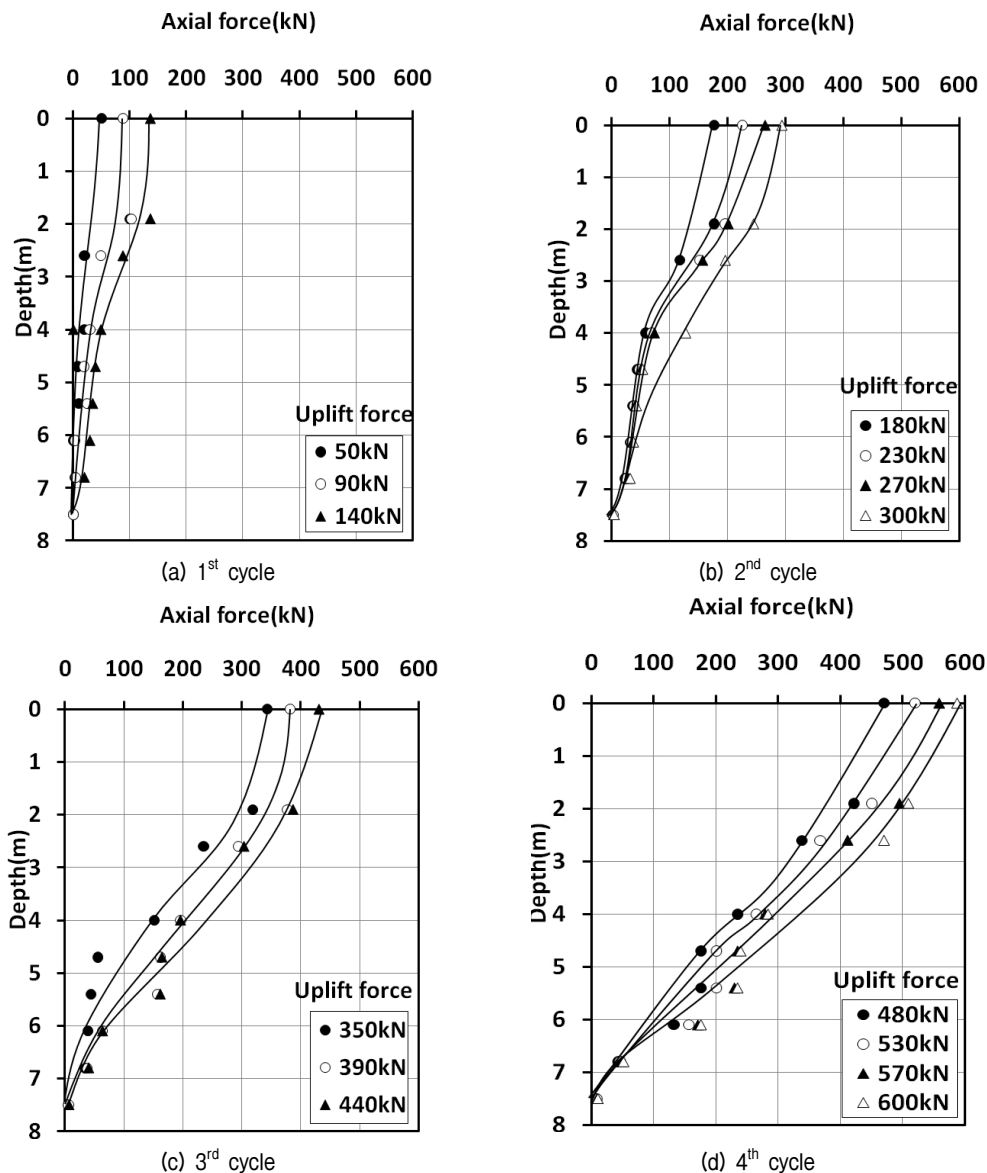 Axial force(kN)
0 100 200 300 400 500 600
0
1
2
3
4
5
6
7
8
Depth(m)
Uplift force
50kN
90kN
140kN
(a) 1st cycle
Axial force(kN)
0 100 200 300 400 500 600
0
1
2
3
4
5
6
7
8
Depth(m)
Uplift force
180kN
230kN
270kN
300kN
(b) 2nd cycle
Axial force(kN)
0 100 200 300 400 500 600
0
1
2
3
4
5
6
7
8
Depth(m)
Uplift force
350kN
390kN
440kN
(c) 3rd cycle
Axial force(kN)
0 100 200 300 400 500 600
0
1
2
3
4
5
6
7
8
Depth(m)
Uplift force
480kN
530kN
570kN
600kN
(d) 4th cycle